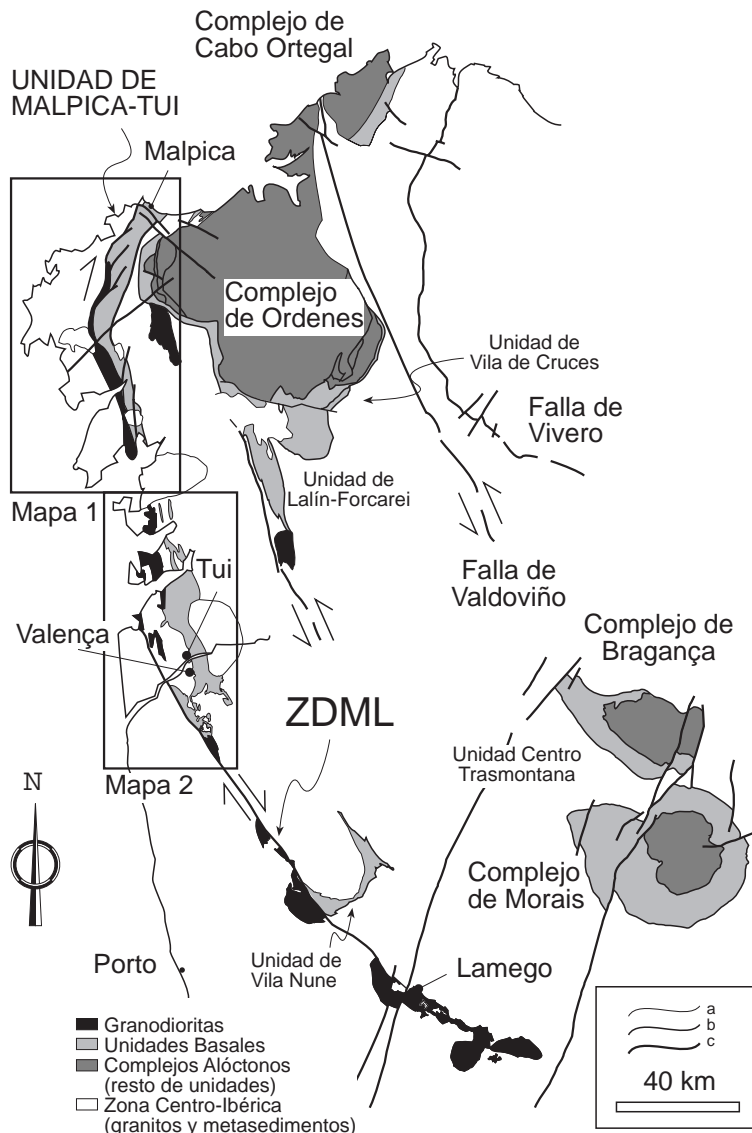 Complejo de
Cabo Ortegal
UNIDAD DE
MALPICA-TUI
Malpica
Complejo
de Ordenes
Unidad de
Vila de Cruces
Falla de
Vivero
Unidad de
Lalín-Forcarei
Mapa 1
Falla de
Valdoviño
Tui
Valença
Complejo de
Bragança
ZDML
Unidad Centro
Trasmontana
Mapa 2
N
Complejo
de Morais
Unidad de
Vila Nune
Lamego
Porto
Granodioritas
Unidades Basales
Complejos Alóctonos
(resto de unidades)
Zona Centro-Ibérica
(granitos y metasedimentos)
a
b
c
40 km